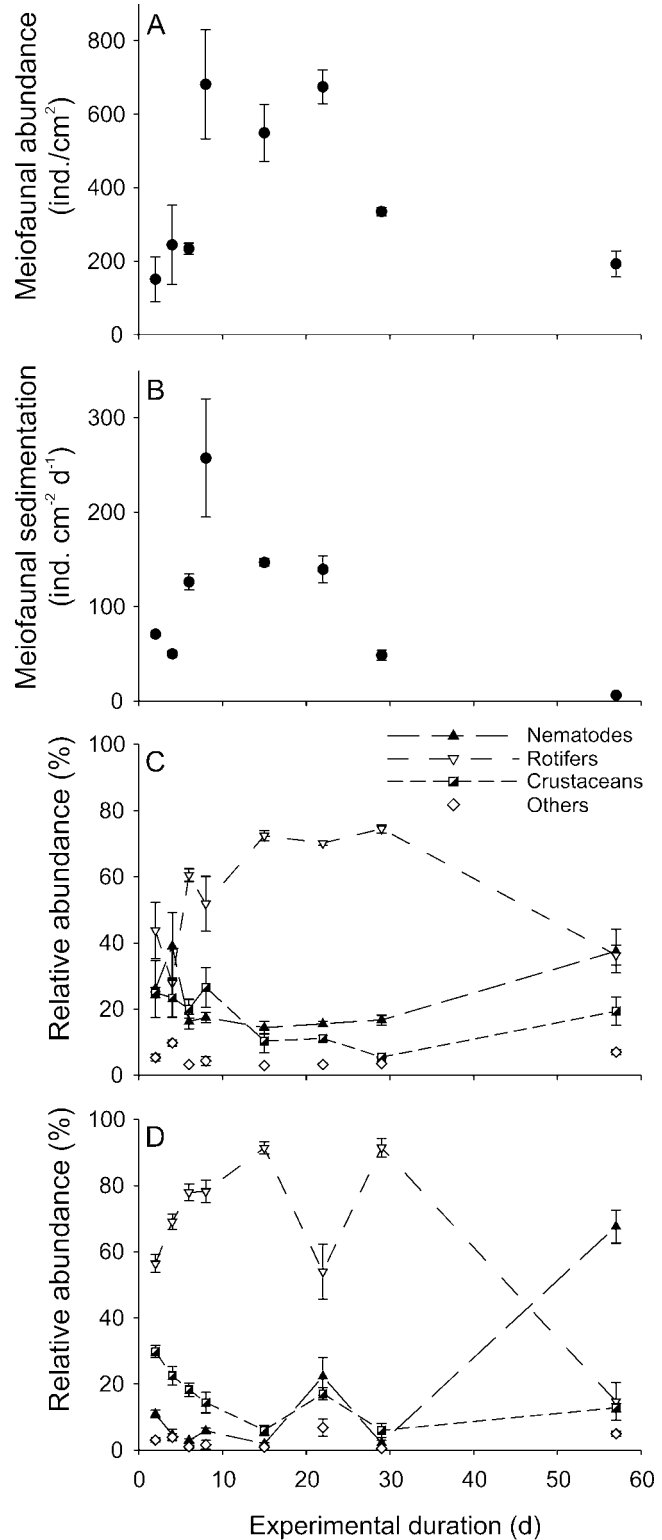 A
Meiofaunal abundance
(ind./cm²)
800
600
400
200
0
B
Meiofaunal sedimentation
(ind. cm⁻² d⁻¹)
300
200
100
0
C
Relative abundance (%)
100
80
60
40
20
0
Nematodes
Rotifers
Crustaceans
Others
D
Relative abundance (%)
100
80
60
40
20
0
0 10 20 30 40 50 60
Experimental duration (d)